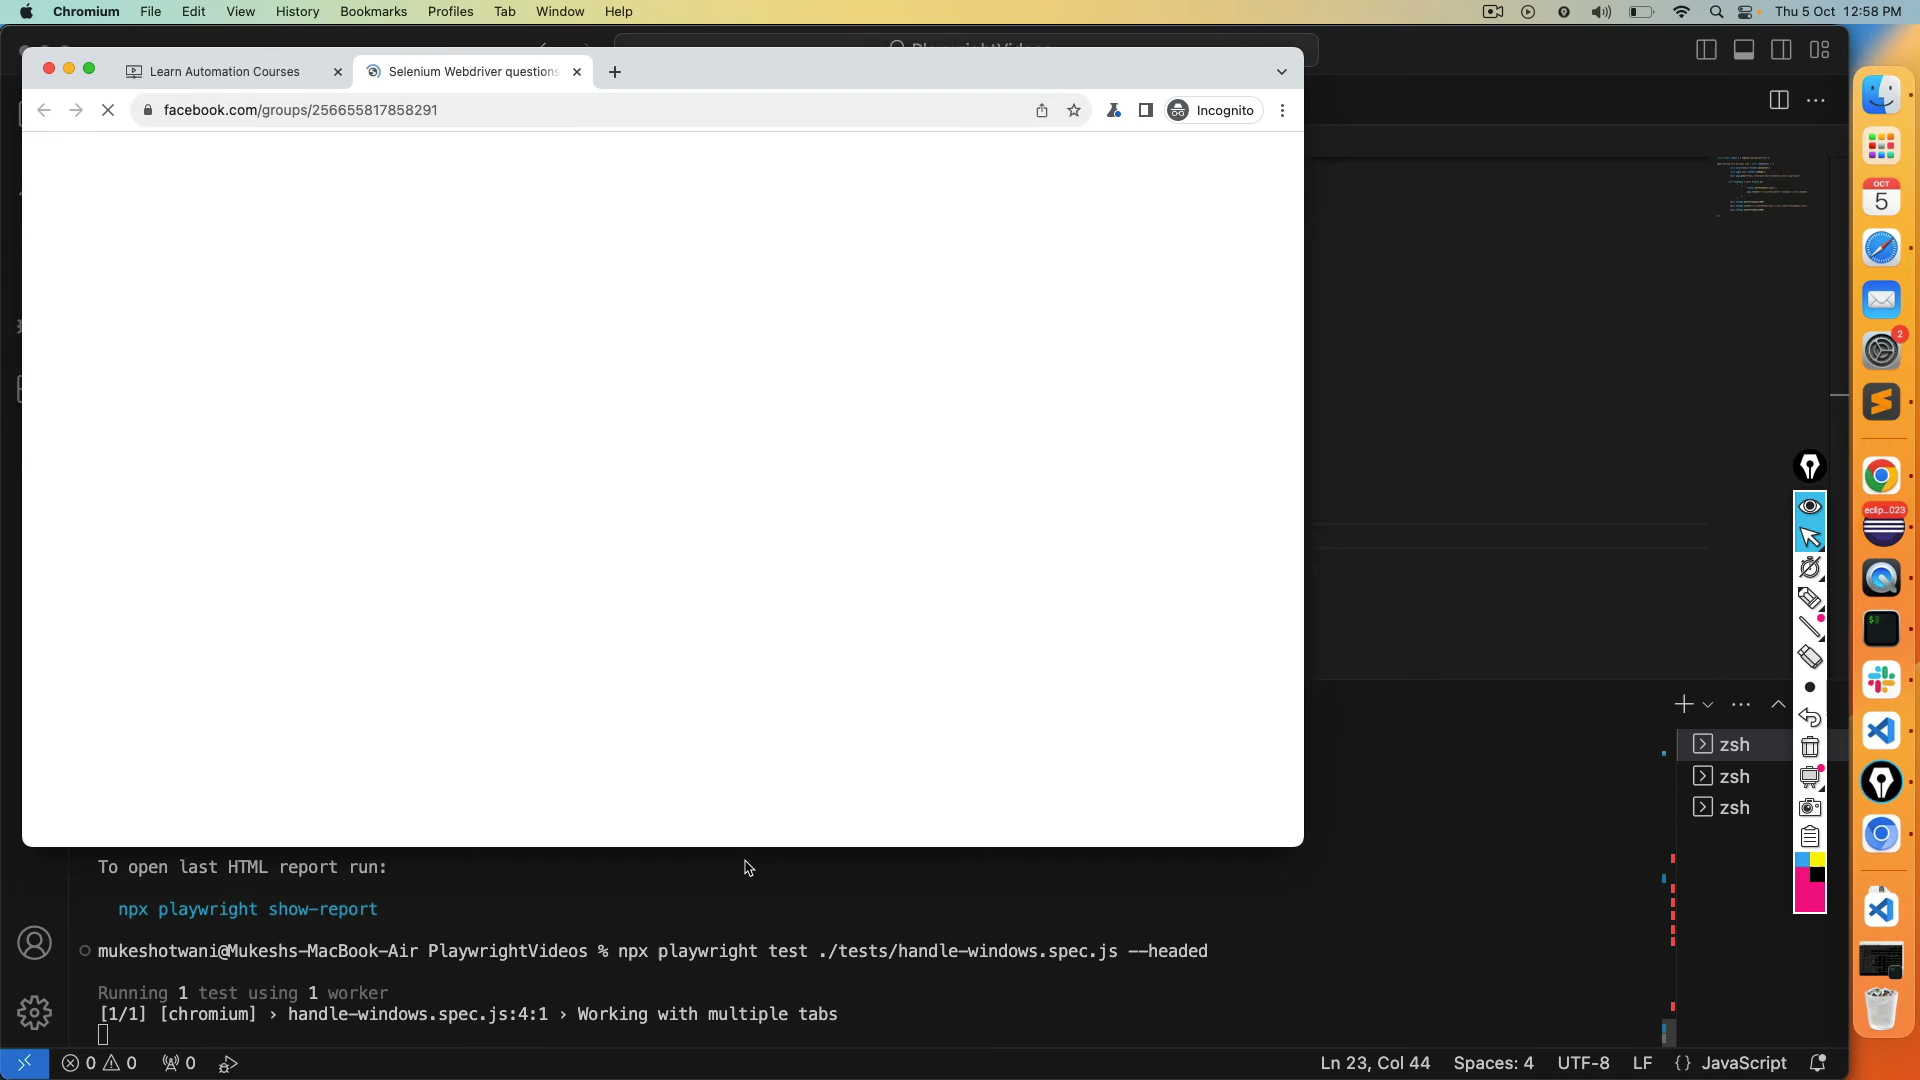 Chromium File Edit View History Bookmarks Profiles Tab Window Help
Thu 5 Oct 12:58 PM
Learn Automation Courses
Selenium Webdriver questions
facebook.com/groups/256655817858291
Incognito
OCT
5
2
eclip...023
zsh
zsh
zsh
To open last HTML report run:
npx playwright show-report
mukeshotwani@Mukeshs-MacBook-Air PlaywrightVideos % npx playwright test ./tests/handle-windows.spec.js --headed
Running 1 test using 1 worker
[1/1] [chromium] › handle-windows.spec.js:4:1 › Working with multiple tabs
0 0 0
Ln 23, Col 44 Spaces: 4 UTF-8 LF {} JavaScript